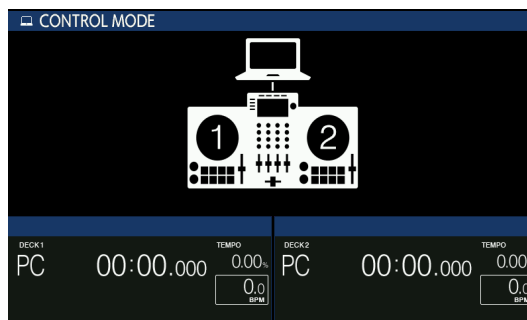 CONTROL MODE
1 2
DECK1 TEMPO DECK2 TEMPO
PC 00:00.000 0.00% PC 00:00.000 0.00
0.0 0.0
BPM BPM